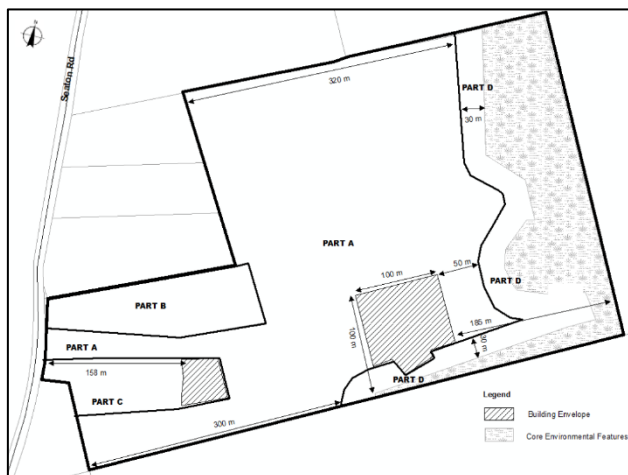 N
Seaton Rd
320 m
PART D
30 m
PART A
50 m
100 m
PART D
100 m
185 m
30 m
PART B
PART A
158 m
PART C
PART D
300 m
Legend
Building Envelope
Core Environmental Features